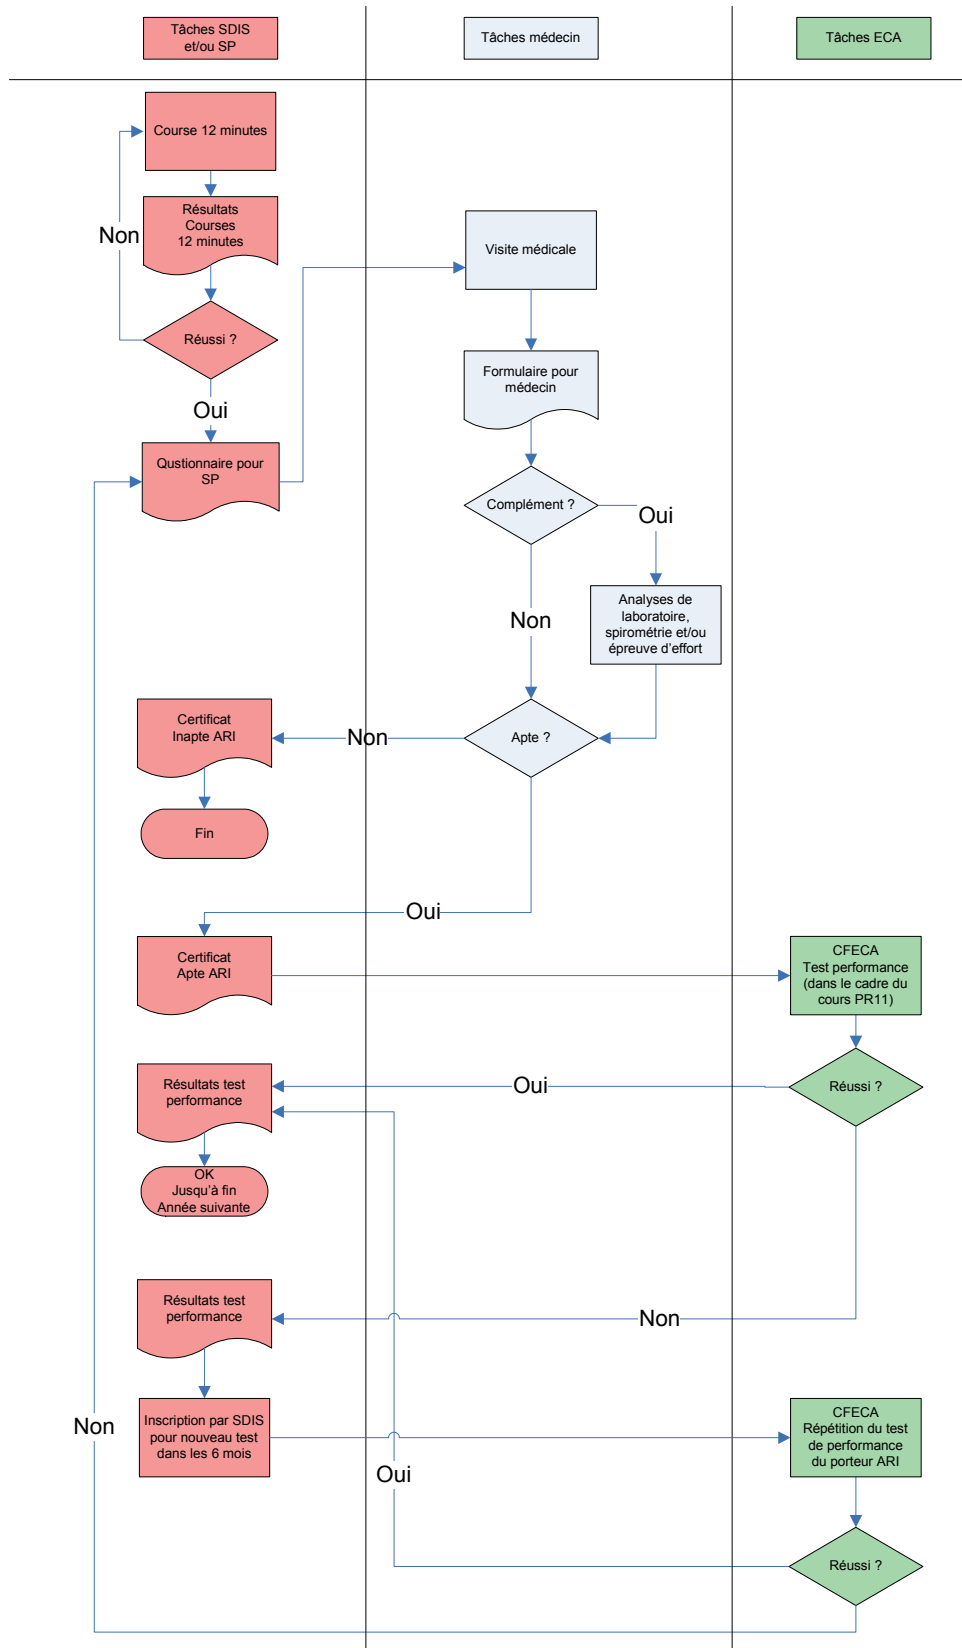 Tâches SDIS
et/ou SP
Tâches médecin
Tâches ECA
Course 12 minutes
Résultats
Courses
12 minutes
Non
Visite médicale
Réussi ?
Formulaire pour
médecin
Oui
Qustionnaire pour
SP
Complément ?
Oui
Analyses de
laboratoire,
spirométrie et/ou
épreuve d'effort
Non
Certificat
Inapte ARI
Non
Apte ?
Fin
Oui
Certificat
Apte ARI
CFECA
Test performance
(dans le cadre du
cours PR11)
Résultats test
performance
Oui
Réussi ?
OK
Jusqu'à fin
Année suivante
Résultats test
performance
Non
Non
Inscription par SDIS
pour nouveau test
dans les 6 mois
CFECA
Répétition du test
de performance
du porteur ARI
Oui
Réussi ?